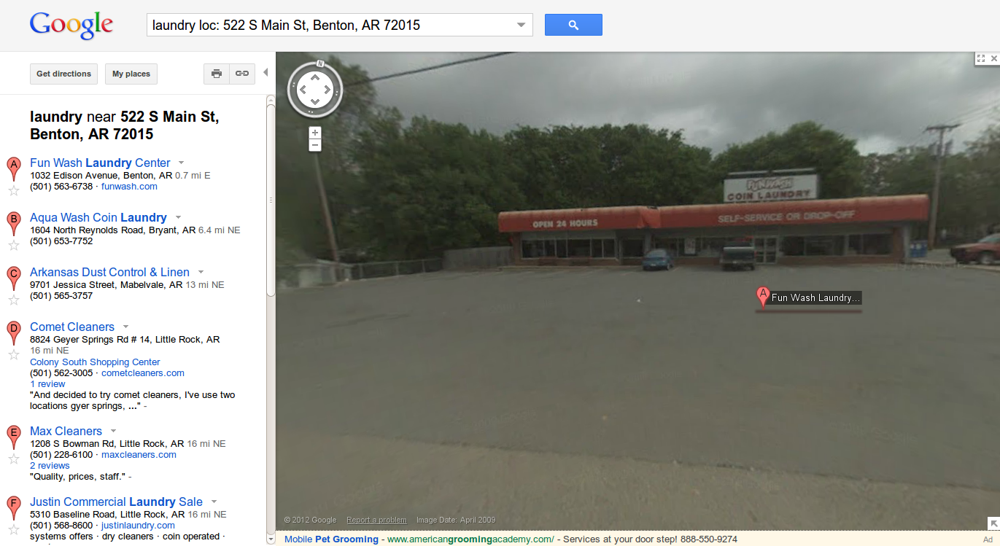 Google
laundry loc: 522 S Main St, Benton, AR 72015
Get directions
My places
laundry near 522 S Main St,
Benton, AR 72015
A
Fun Wash Laundry Center
1032 Edison Avenue, Benton, AR 0.7 mi E
(501) 563-6738 · funwash.com
B
Aqua Wash Coin Laundry
1604 North Reynolds Road, Bryant, AR 6.4 mi NE
(501) 653-7752
C
Arkansas Dust Control & Linen
9701 Jessica Street, Mabelvale, AR 13 mi NE
(501) 565-3757
D
Comet Cleaners
8824 Geyer Springs Rd # 14, Little Rock, AR
16 mi NE
Colony South Shopping Center
(501) 562-3005 · cometcleaners.com
1 review
"And decided to try comet cleaners, I've use two
locations gyer springs, ..." -
E
Max Cleaners
1208 S Bowman Rd, Little Rock, AR 16 mi NE
(501) 228-6100 · maxcleaners.com
2 reviews
"Quality, prices, staff." -
F
Justin Commercial Laundry Sale
5310 Baseline Road, Little Rock, AR 16 mi NE
(501) 568-8600 · justinlaundry.com
systems offers · dry cleaners · coin operated ·
N
FUN WASH
COIN LAUNDRY
OPEN 24 HOURS
SELF-SERVICE OR DROP-OFF
A
Fun Wash Laundry...
© 2012 Google Report a problem Image Date: April 2009
Mobile Pet Grooming - www.americangroomingacademy.com/ - Services at your door step! 888-550-9274
Ad